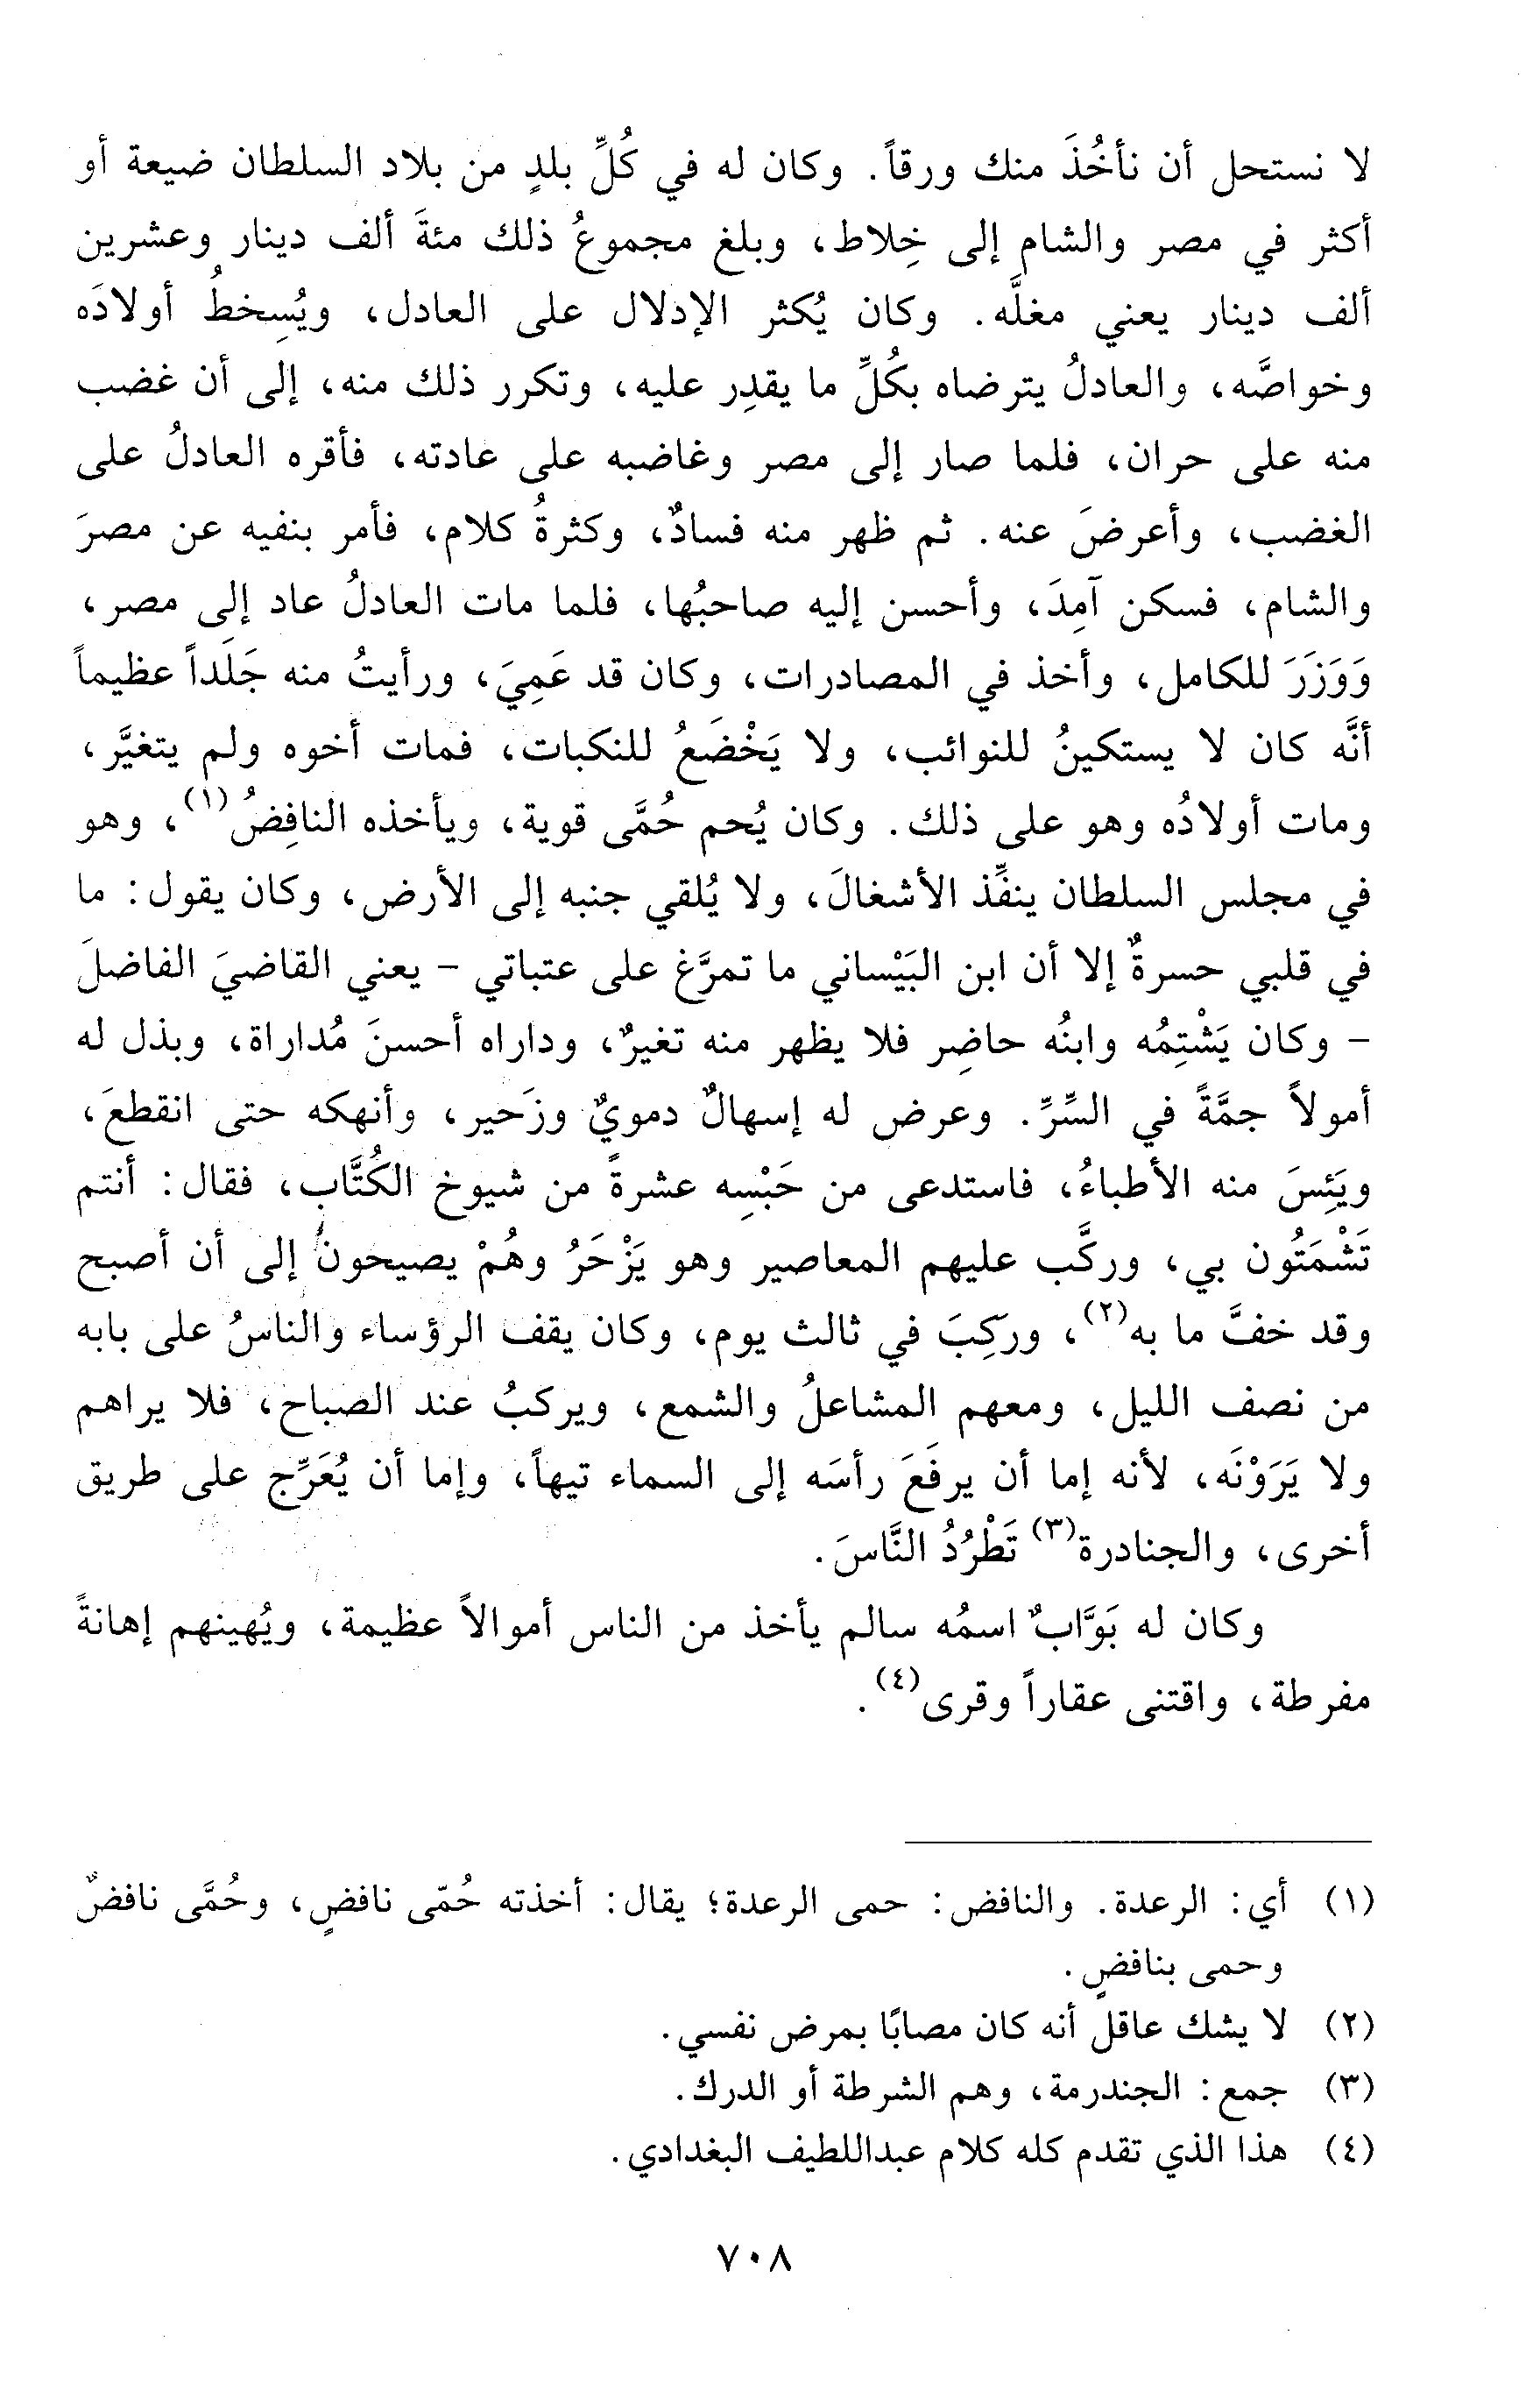 لا نستحل أن نأخُذَ منك ورقاً. وكان له في كُلِّ بلدٍ من بلاد السلطان ضيعة أو
أكثر في مصر والشام إلى خِلاط، وبلغ مجموعُ ذلك مئةَ ألف دينار وعشرين
ألف دينار يعني مغلَّه. وكان يُكثر الإدلال على العادل، ويُسِخطُ أولادَه
وخواصَّه، والعادلُ يترضاه بكُلِّ ما يقدِر عليه، وتكرر ذلك منه، إلى أن غضب
منه على حران، فلما صار إلى مصر وغاضبه على عادته، فأقره العادلُ على
الغضب، وأعرضَ عنه. ثم ظهر منه فسادٌ، وكثرةُ كلام، فأمر بنفيه عن مصرَ
والشام، فسكن آمِدَ، وأحسن إليه صاحبُها، فلما مات العادلُ عاد إلى مصر،
وَوَزَرَ للكامل، وأخذ في المصادرات، وكان قد عَمِيَ، ورأيتُ منه جَلَداً عظيماً
أنَّه كان لا يستكينُ للنوائب، ولا يَخْضَعُ للنكبات، فمات أخوه ولم يتغيَّر،
ومات أولادُه وهو على ذلك. وكان يُحم حُمَّى قوية، ويأخذه النافِضُ(١)، وهو
في مجلس السلطان ينفِّذ الأشغالَ، ولا يُلقي جنبه إلى الأرض، وكان يقول: ما
في قلبي حسرةٌ إلا أن ابن البَيْساني ما تمرَّغ على عتباتي - يعني القاضيَ الفاضلَ
- وكان يَشْتِمُه وابنُه حاضِر فلا يظهر منه تغيرٌ، وداراه أحسنَ مُداراة، وبذل له
أمولاً جمَّةً في السِّرِّ. وعرض له إسهالٌ دمويٌ وزَحير، وأنهكه حتى انقطعَ،
ويَئِسَ منه الأطباءُ، فاستدعى من حَبْسِه عشرةً من شيوخ الكُتَّاب، فقال: أنتم
تَشْمَتُون بي، وركَّب عليهم المعاصير وهو يَزْحَرُ وهُمْ يصيحون إلى أن أصبح
وقد خفَّ ما به(٢)، وركِبَ في ثالث يوم، وكان يقف الرؤساء والناسُ على بابه
من نصف الليل، ومعهم المشاعلُ والشمع، ويركبُ عند الصباح، فلا يراهم
ولا يَرَوْنَه، لأنه إما أن يرفَعَ رأسَه إلى السماء تيهاً، وإما أن يُعَرِّج على طريق
أخرى، والجنادرة(٣) تَطْرُدُ النَّاسَ.
وكان له بَوَّابٌ اسمُه سالم يأخذ من الناس أموالاً عظيمة، ويُهينهم إهانةً
مفرطة، واقتنى عقاراً وقرى(٤).
(١) أي: الرعدة. والنافض: حمى الرعدة؛ يقال: أخذته حُمّى نافضٍ، وحُمَّى نافضٌ
وحمى بنافضٍ.
(٢) لا يشك عاقل أنه كان مصابًا بمرض نفسي.
(٣) جمع: الجندرمة، وهم الشرطة أو الدرك.
(٤) هذا الذي تقدم كله كلام عبداللطيف البغدادي.
٧٠٨